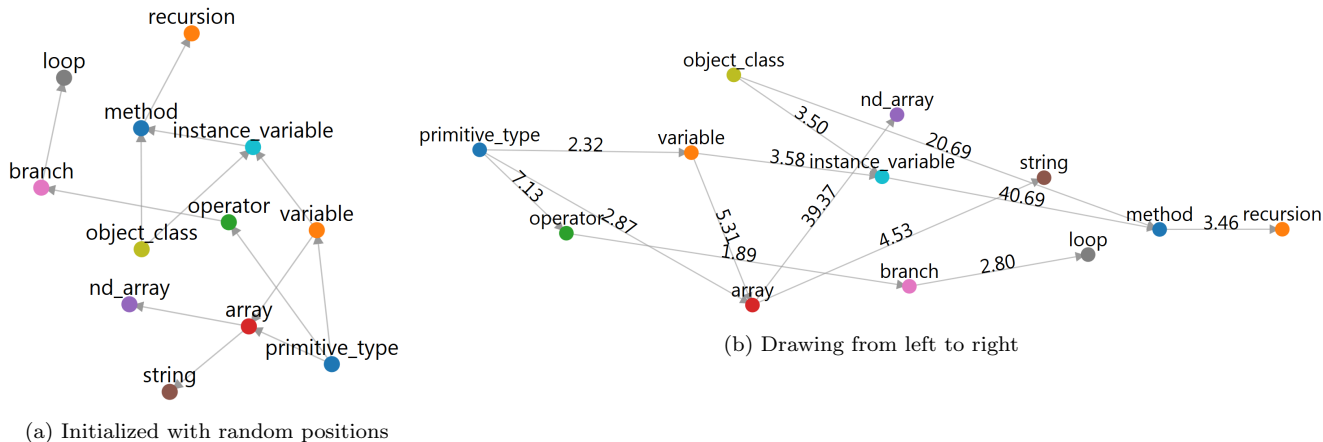 recursion
loop
method
instance_variable
branch
operator
variable
object_class
nd_array
array
primitive_type
string
(a) Initialized with random positions
object_class
nd_array
3.50
primitive_type
2.32
variable
20.69
3.58
instance_variable
string
7.13
39.37
40.69
operator
2.87
5.31
method
3.46
recursion
4.53
loop
1.89
branch
2.80
array
(b) Drawing from left to right